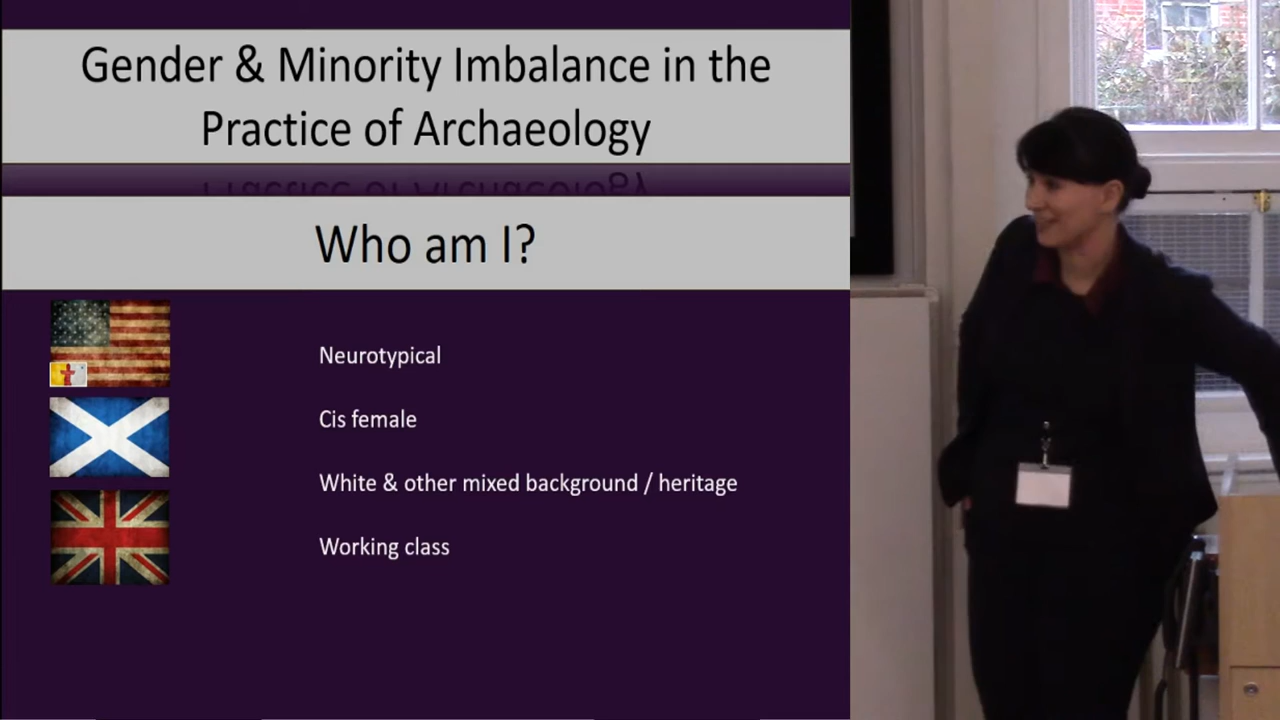 Gender & Minority Imbalance in the
Practice of Archaeology
Who am I?
Neurotypical
Cis female
White & other mixed background / heritage
Working class